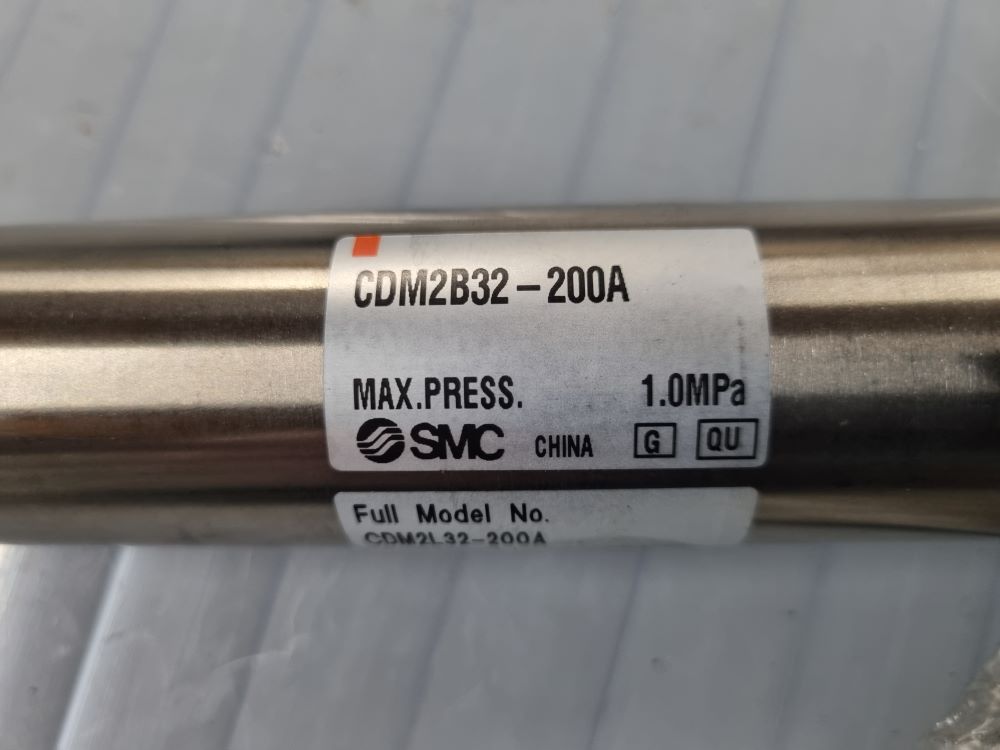 CDM2B32-200A
MAX.PRESS. 1.0MPa
SMC CHINA G QU
Full Model No.
CDM2L32-200A